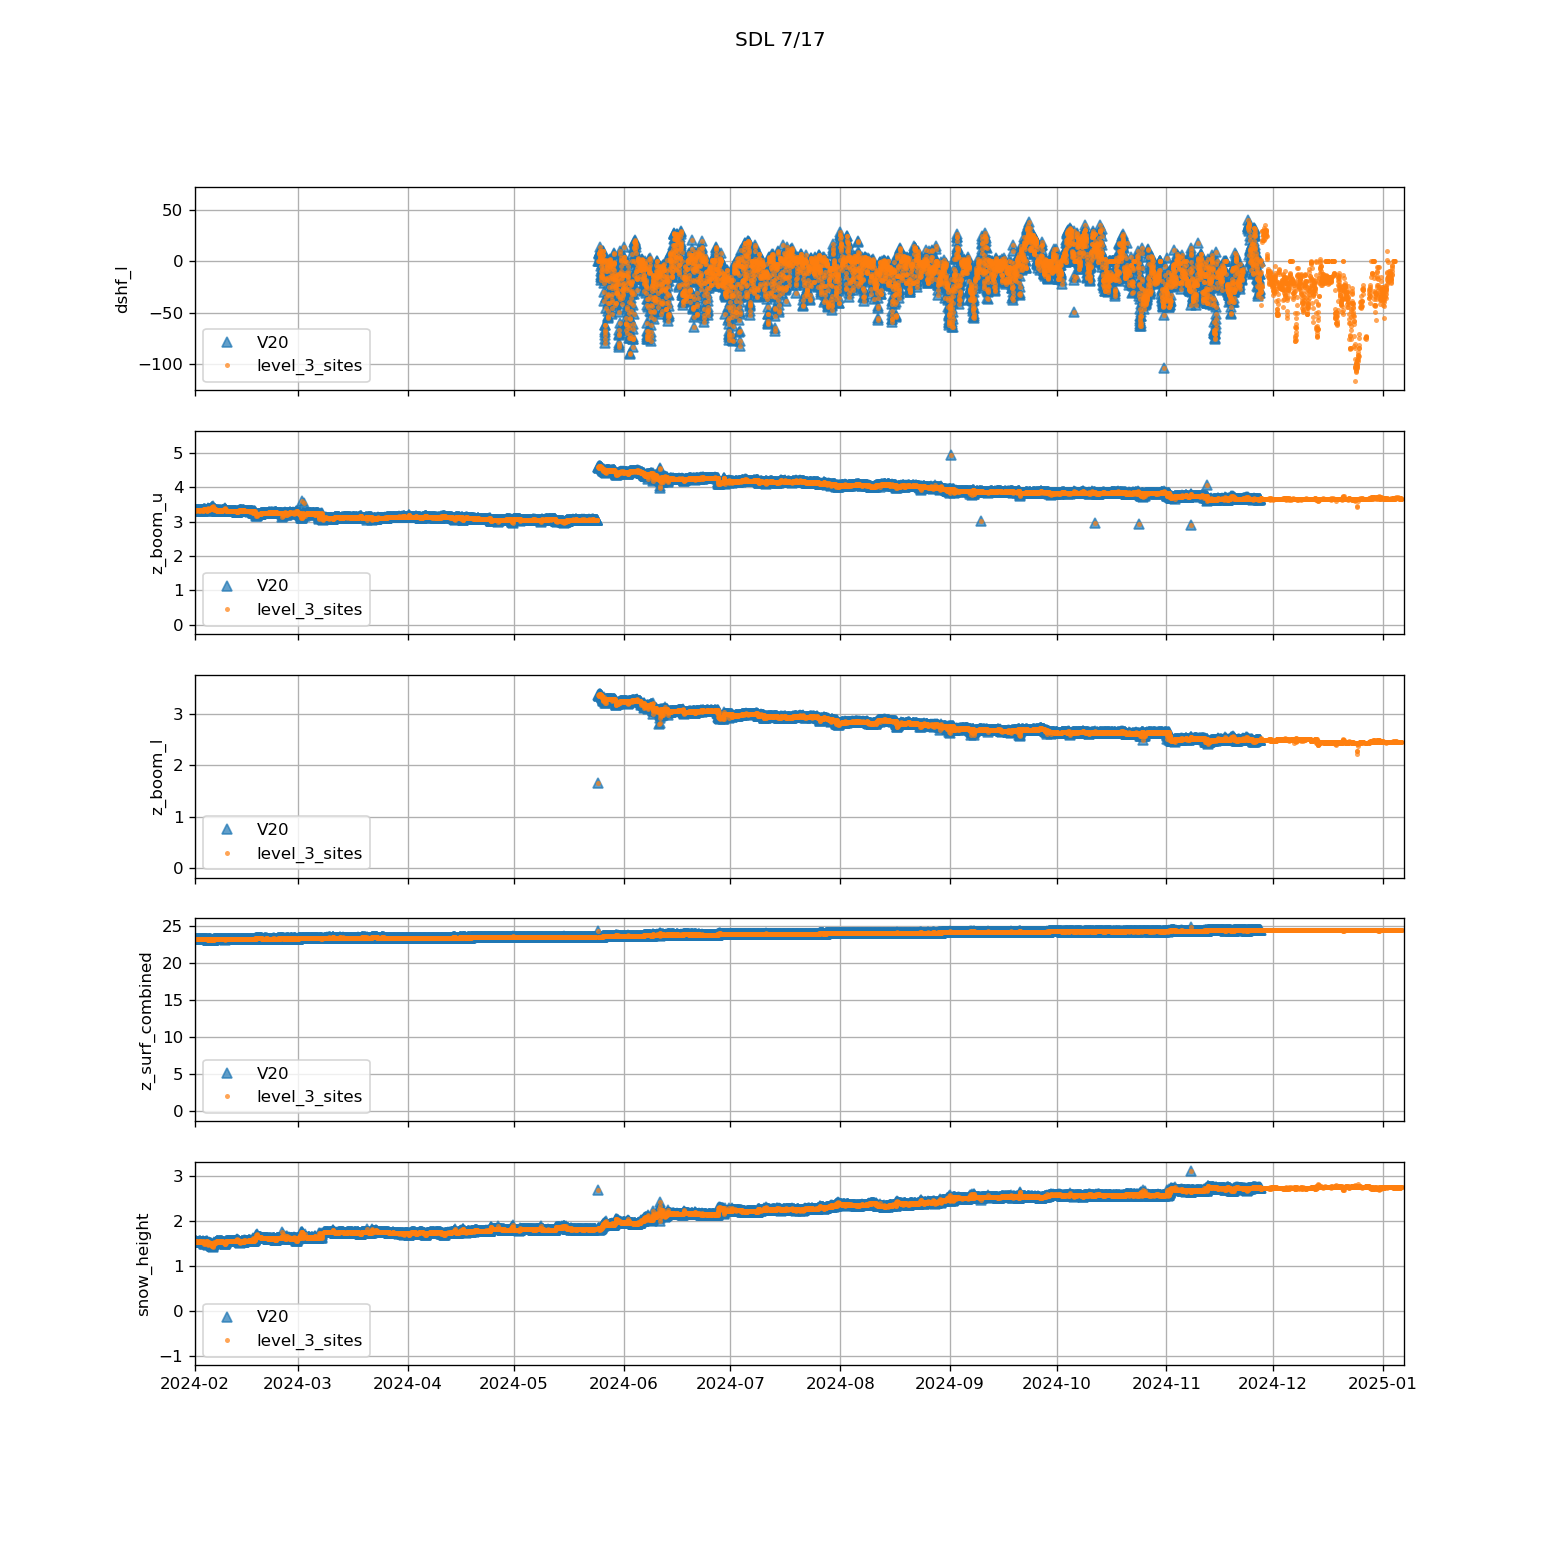 SDL 7/17
50
0
−50
−100
dshf_l
V20
level_3_sites
5
4
3
2
1
0
z_boom_u
V20
level_3_sites
3
2
1
0
z_boom_l
V20
level_3_sites
25
20
15
10
5
0
z_surf_combined
V20
level_3_sites
3
2
1
0
−1
snow_height
V20
level_3_sites
2024-02 2024-03 2024-04 2024-05 2024-06 2024-07 2024-08 2024-09 2024-10 2024-11 2024-12 2025-01